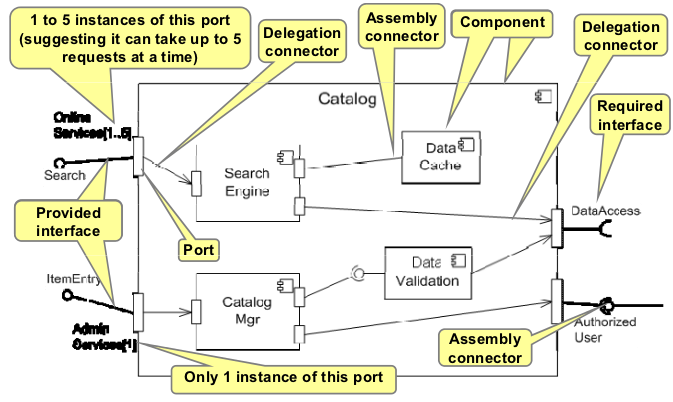 1 to 5 instances of this port
(suggesting it can take up to 5
requests at a time)
Delegation
connector
Assembly
connector
Component
Delegation
connector
Catalog
Required
interface
Online
Services[1..5]
Search
Search
Engine
Data
Cache
DataAccess
Provided
interface
Port
ItemEntry
Catalog
Mgr
Data
Validation
Admin
Services[1]
Authorized
User
Assembly
connector
Only 1 instance of this port